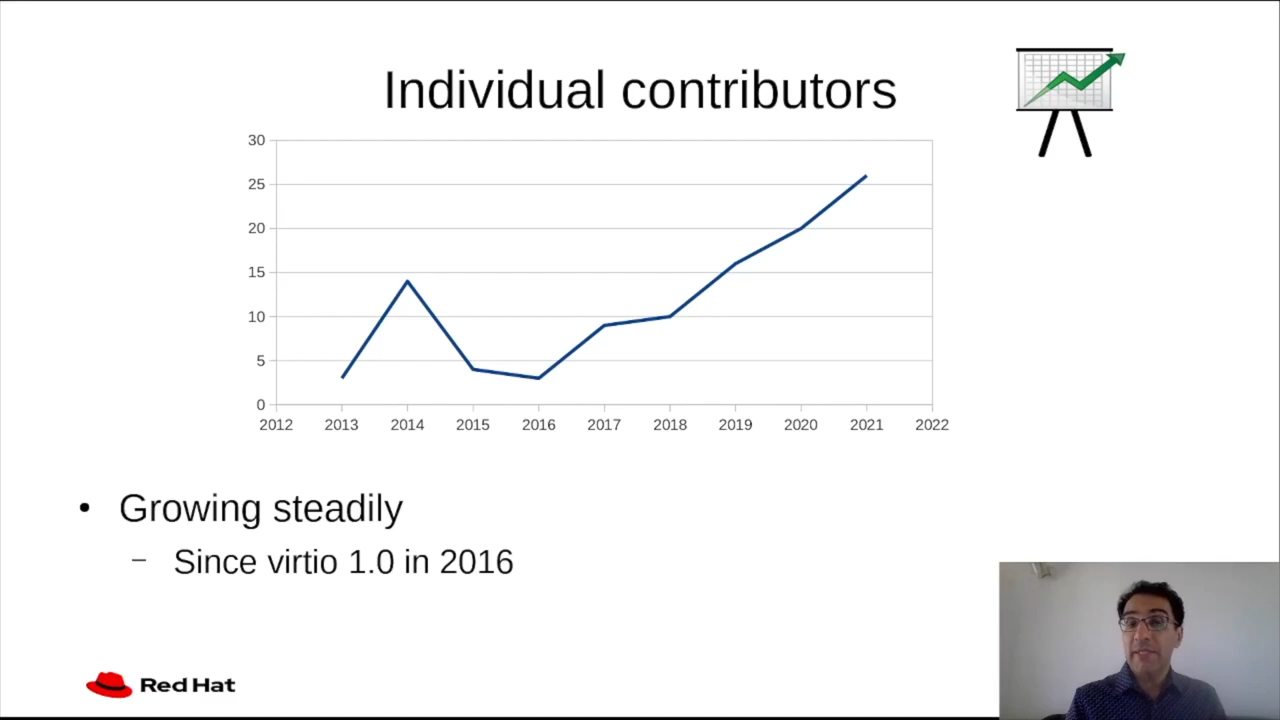 Individual contributors
30
25
20
15
10
5
0
2012 2013 2014 2015 2016 2017 2018 2019 2020 2021 2022
• Growing steadily
– Since virtio 1.0 in 2016
Red Hat